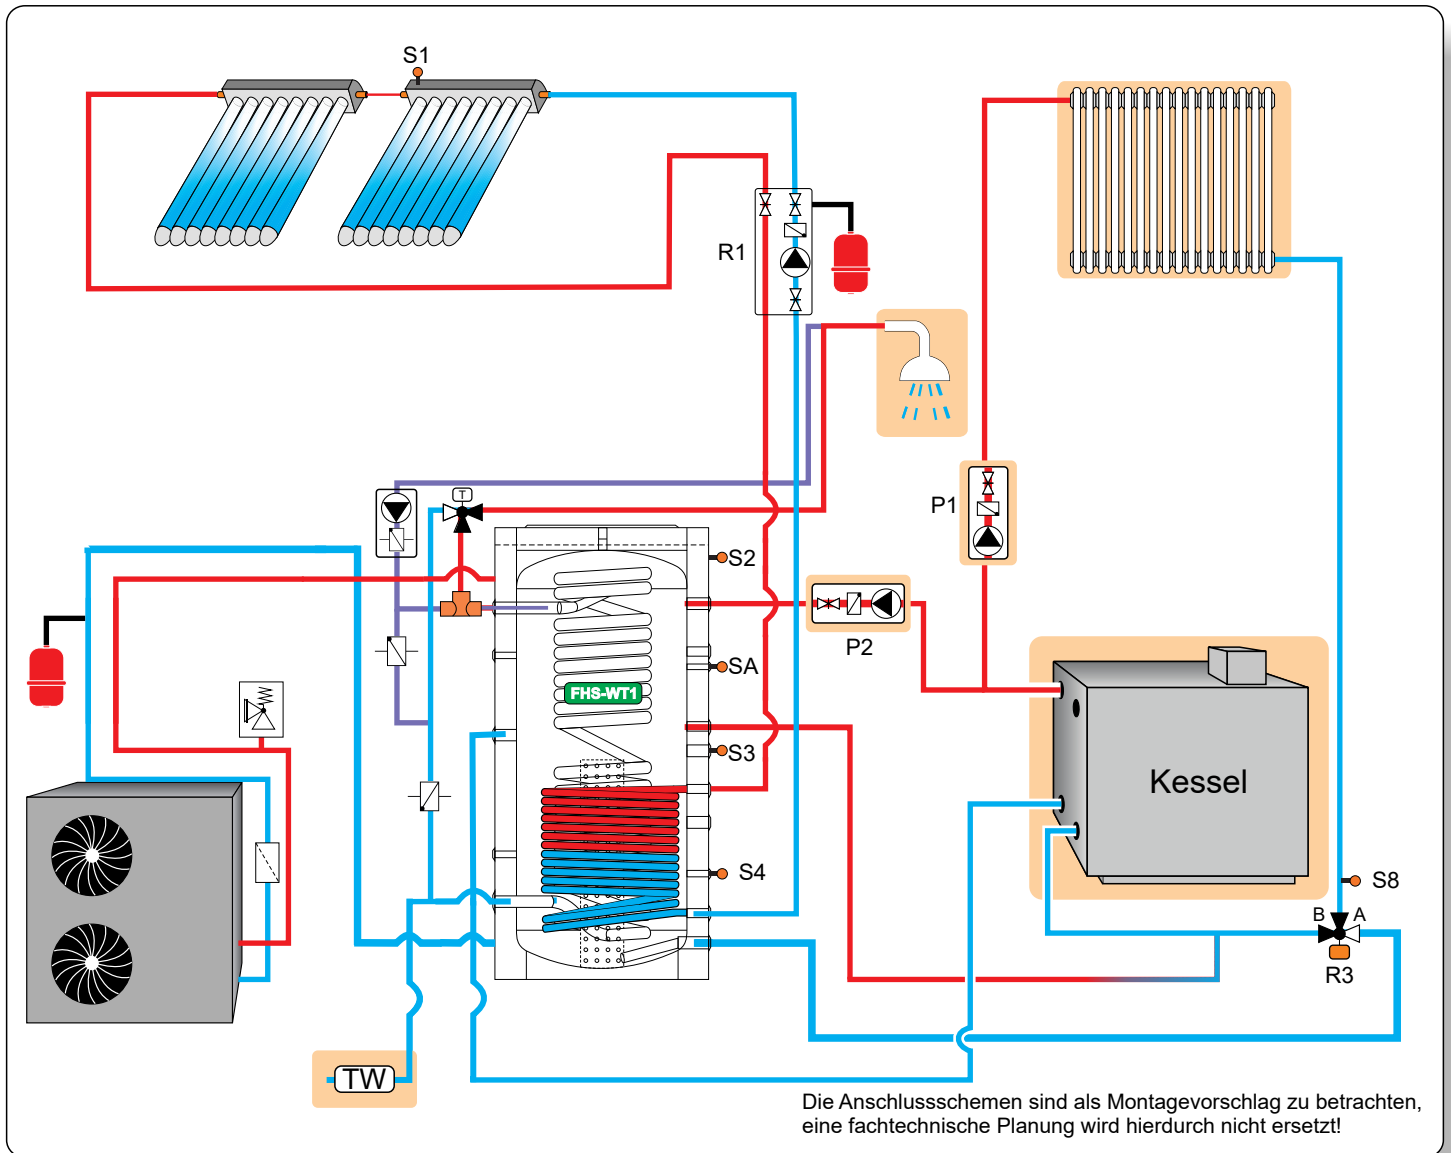 S1
R1
T
P1
S2
P2
SA
FHS-WT1
S3
Kessel
S4
S8
B A
R3
TW
Die Anschlussschemen sind als Montagevorschlag zu betrachten,
eine fachtechnische Planung wird hierdurch nicht ersetzt!